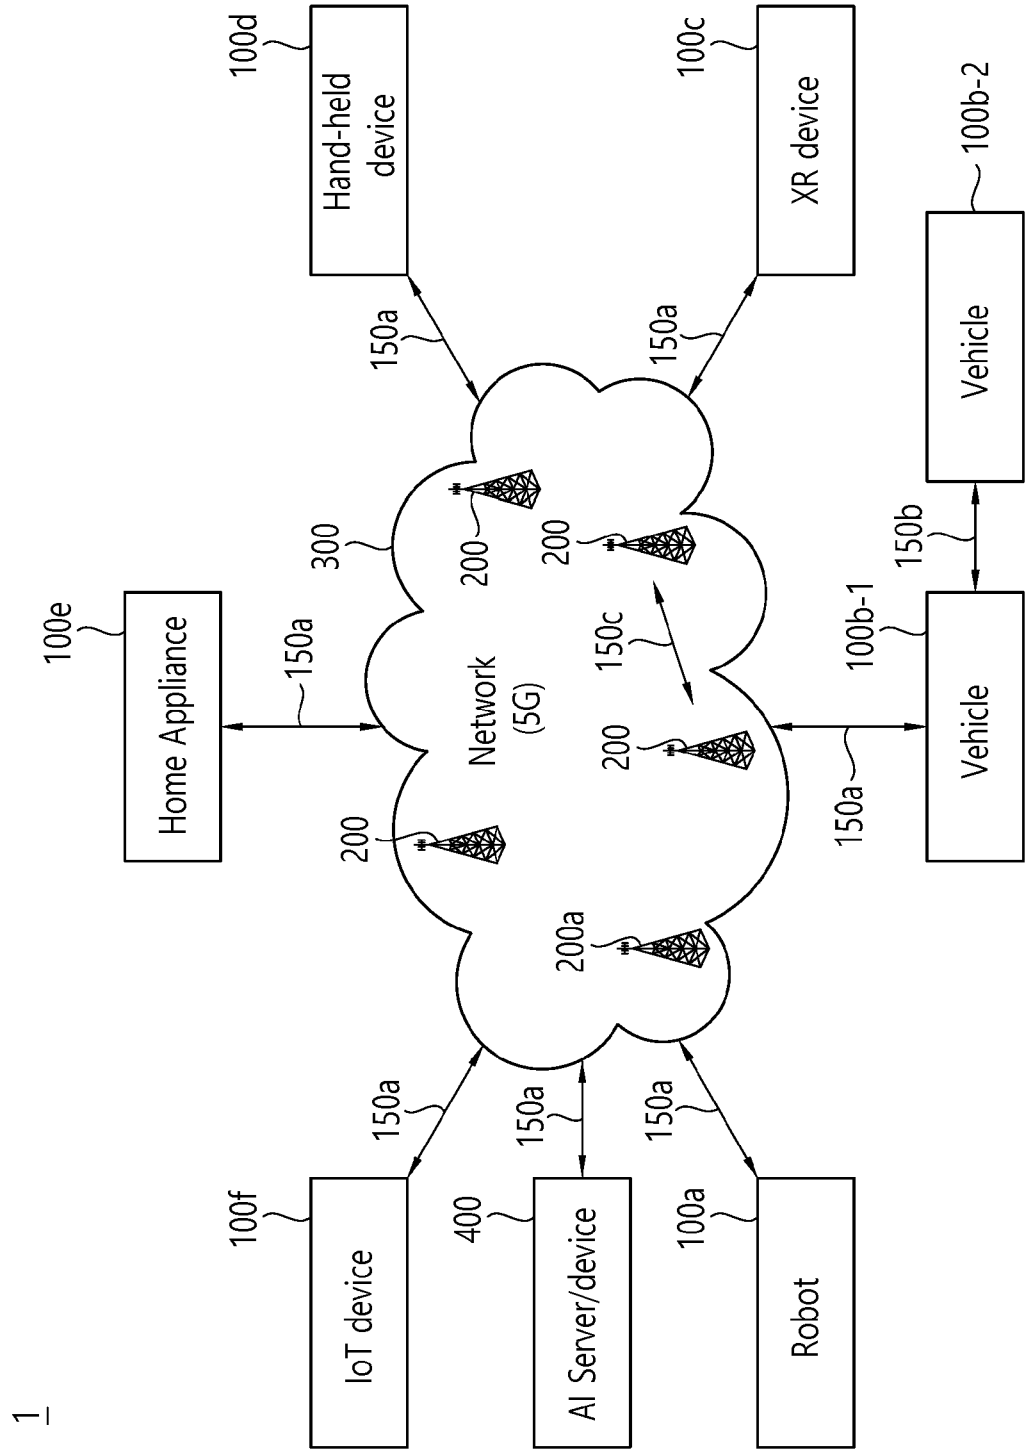 1
100e
Home Appliance
150a
100f
IoT device
150a
300
100d
Hand-held
device
150a
200
200
Network
(5G)
400
AI Server/device
150a
200a
200
150c
200
100a
Robot
150a
150a
100c
XR device
150a
100b-1
Vehicle
150b
100b-2
Vehicle